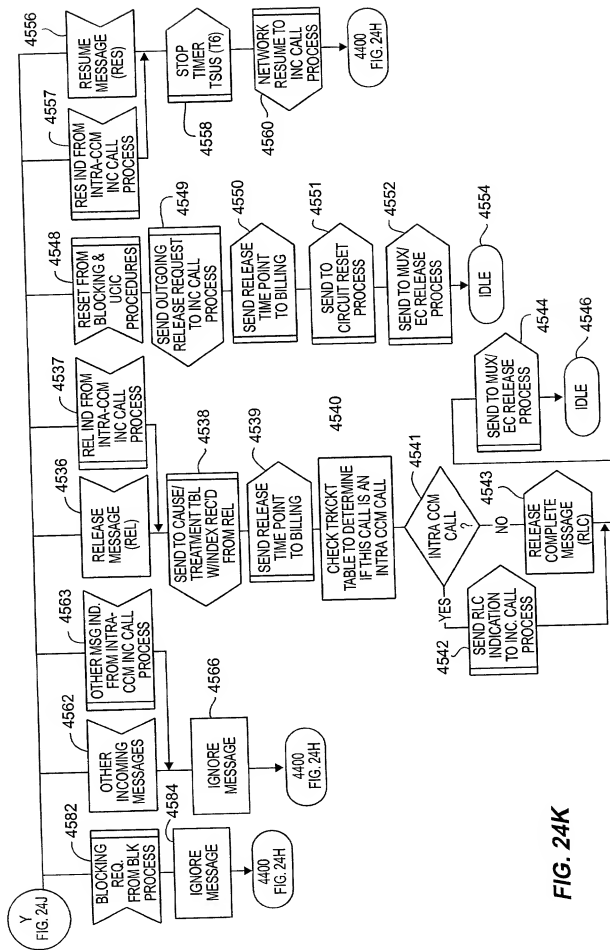 Y
FIG. 24J
4582
BLOCKING
REQ.
FROM BLK
PROCESS
4584
IGNORE
MESSAGE
4400
FIG. 24H
4562
OTHER
INCOMING
MESSAGES
4563
OTHER MSG IND.
FROM INTRA-
CCM INC CALL
PROCESS
4566
IGNORE
MESSAGE
4400
FIG. 24H
4536
RELEASE
MESSAGE
(REL)
4537
REL IND FROM
INTRA-CCM
INC CALL
PROCESS
4538
SEND TO CAUSE/
TREATMENT TBL
W/INDEX REC'D
FROM REL
4539
SEND RELEASE
TIME POINT
TO BILLING
4540
CHECK TRKCKT
TABLE TO DETERMINE
IF THIS CALL IS AN
INTRA CCM CALL
4541
INTRA CCM
CALL
?
YES
NO
4542
SEND RLC
INDICATION
TO INC. CALL
PROCESS
4543
RELEASE
COMPLETE
MESSAGE
(RLC)
4544
SEND TO MUX/
EC RELEASE
PROCESS
4546
IDLE
4548
RESET FROM
BLOCKING &
UCIC
PROCEDURES
4549
SEND OUTGOING
RELEASE REQUEST
TO INC CALL
PROCESS
4550
SEND RELEASE
TIME POINT
TO BILLING
4551
SEND TO
CIRCUIT RESET
PROCESS
4552
SEND TO MUX/
EC RELEASE
PROCESS
4554
IDLE
4557
RES IND FROM
INTRA-CCM
INC CALL
PROCESS
4556
RESUME
MESSAGE
(RES)
4558
STOP
TIMER
TSUS (T6)
4560
NETWORK
RESUME TO
INC CALL
PROCESS
4400
FIG. 24H
FIG. 24K